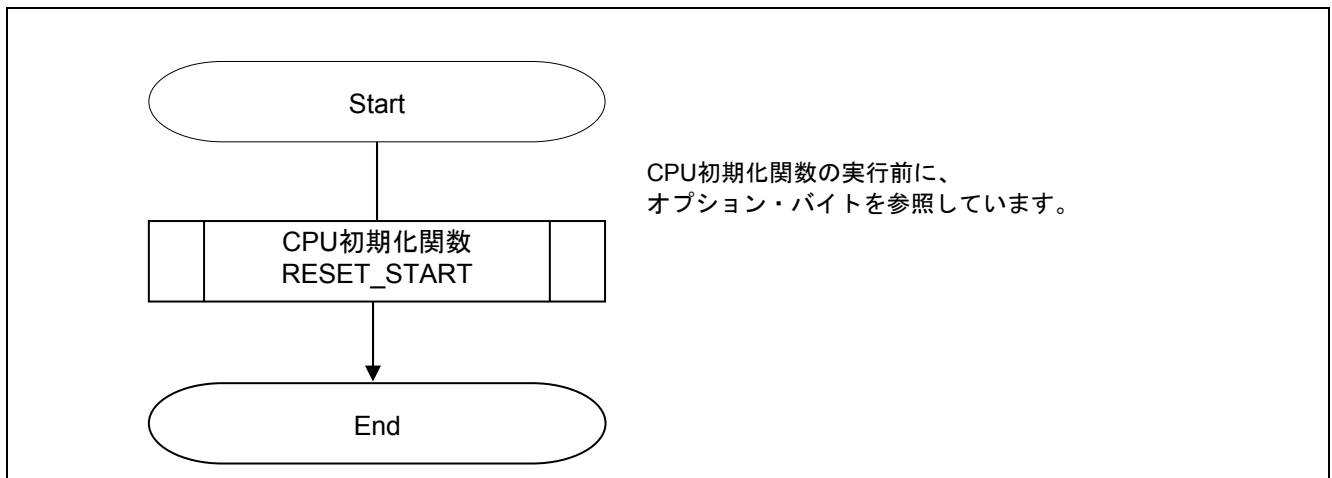 Start
CPU初期化関数の実行前に、
オプション・バイトを参照しています。
CPU初期化関数
RESET_START
End